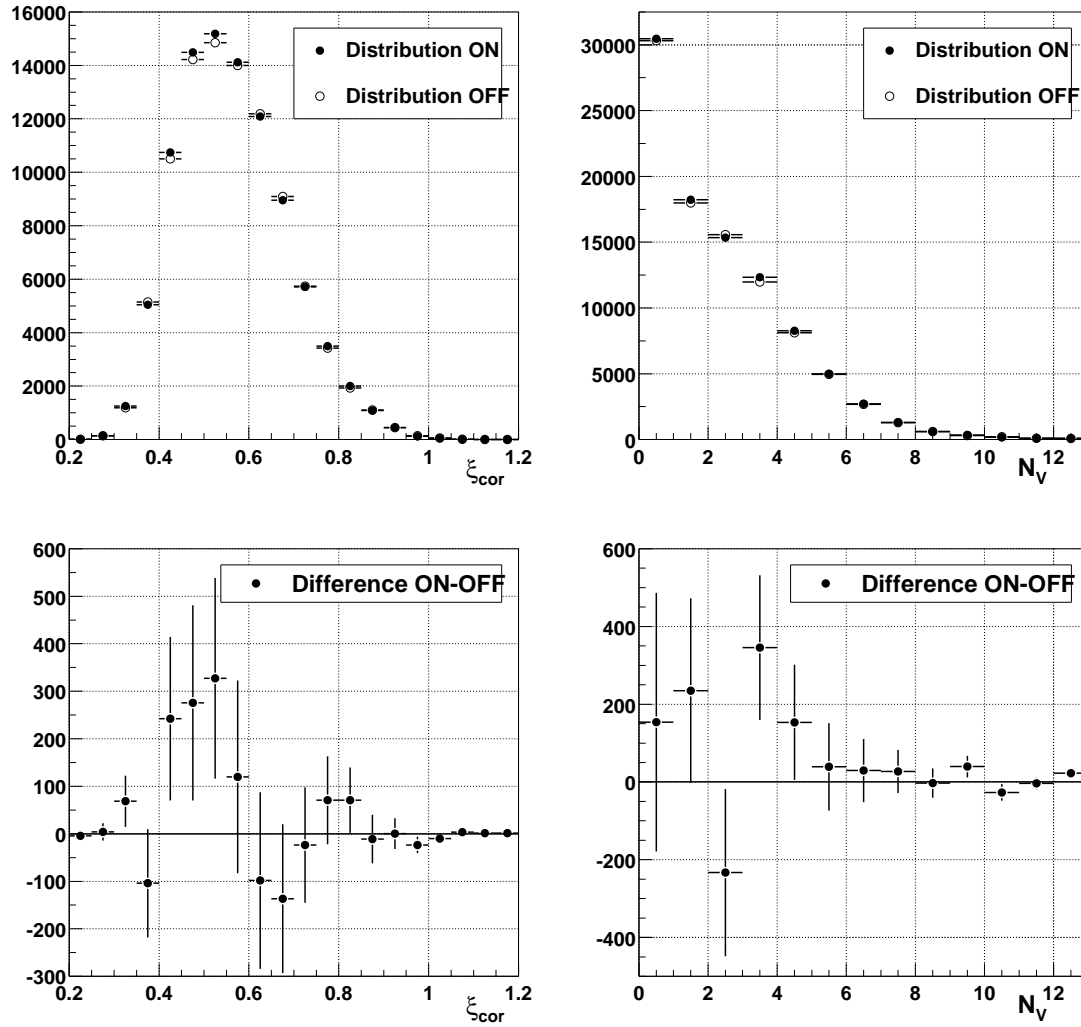 16000
14000
12000
10000
8000
6000
4000
2000
0
0.2 0.4 0.6 0.8 1 1.2
ξcor
Distribution ON
Distribution OFF
30000
25000
20000
15000
10000
5000
0
0 2 4 6 8 10 12
NV
Distribution ON
Distribution OFF
600
500
400
300
200
100
0
-100
-200
-300
0.2 0.4 0.6 0.8 1 1.2
ξcor
Difference ON-OFF
600
400
200
0
-200
-400
0 2 4 6 8 10 12
NV
Difference ON-OFF